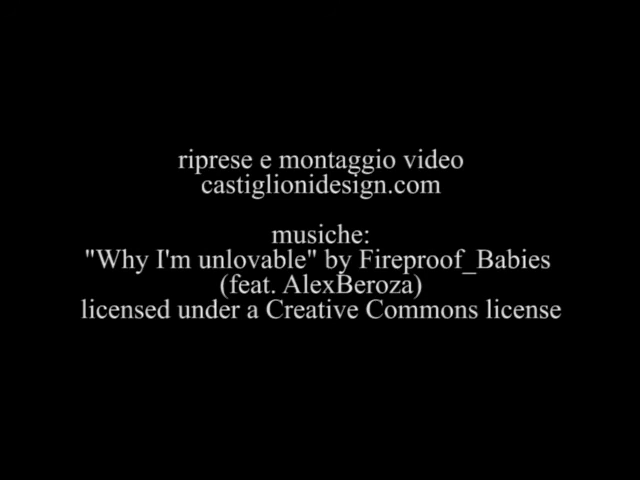 riprese e montaggio video
castiglionidesign.com
musiche:
"Why I'm unlovable" by Fireproof_Babies
(feat. AlexBeroza)
licensed under a Creative Commons license